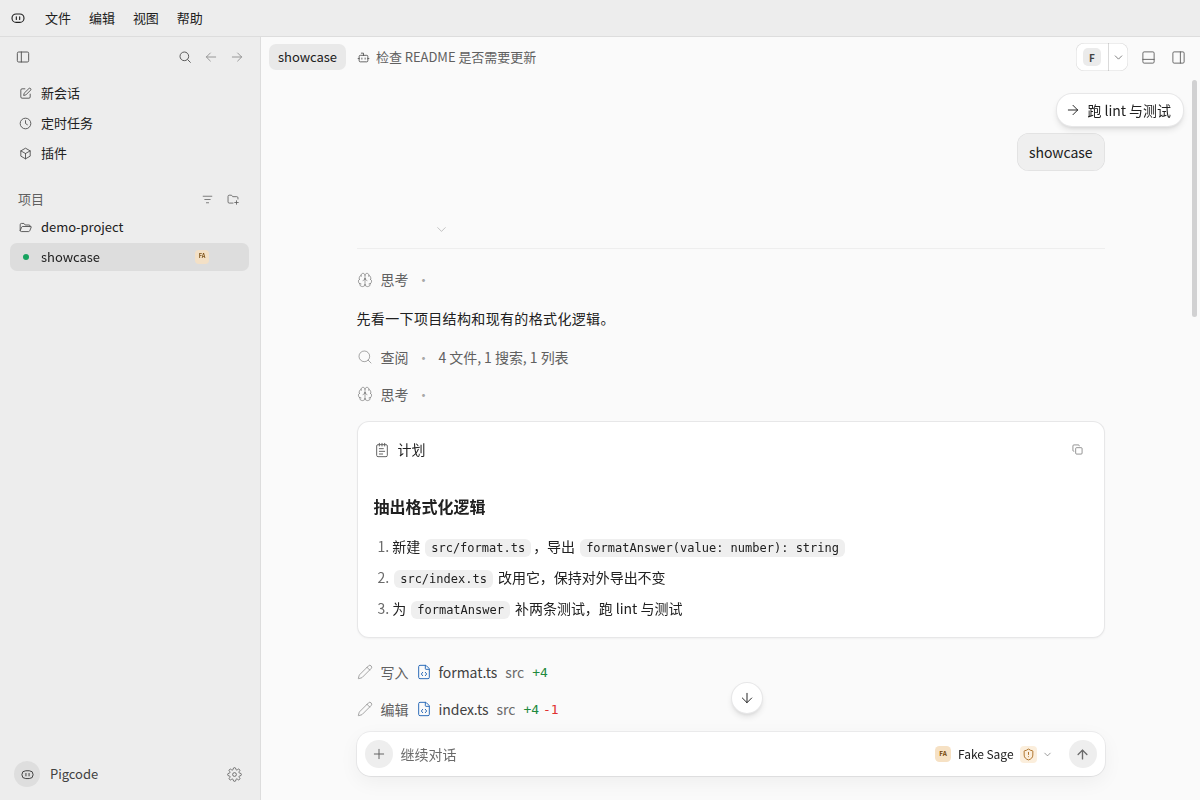 文件 编辑 视图 帮助
新会话
定时任务
插件
项目
demo-project
showcase FA
Pigcode
showcase 检查 README 是否需要更新 F
跑 lint 与测试
showcase
思考 •
先看一下项目结构和现有的格式化逻辑。
查阅 • 4 文件, 1 搜索, 1 列表
思考 •
计划
抽出格式化逻辑
1. 新建 src/format.ts ，导出 formatAnswer(value: number): string
2. src/index.ts 改用它，保持对外导出不变
3. 为 formatAnswer 补两条测试，跑 lint 与测试
写入 format.ts src +4
编辑 index.ts src +4 -1
继续对话 FA Fake Sage